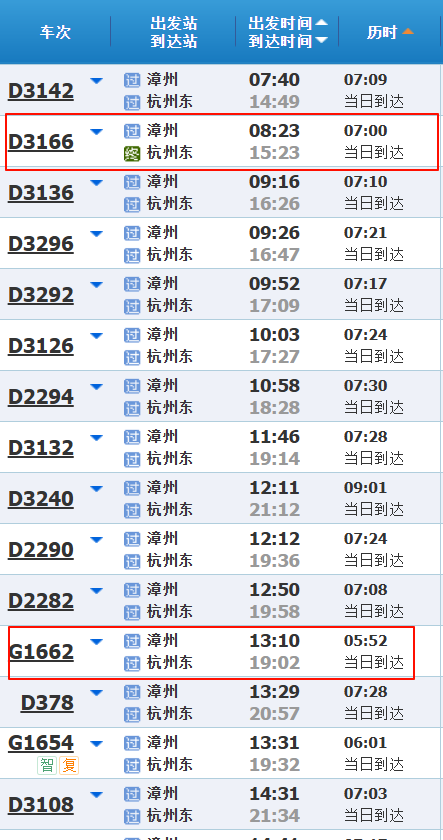 车次 出发站 到达站 出发时间 到达时间 历时
D3142 过 漳州 07:40 07:09
过 杭州东 14:49 当日到达
D3166 过 漳州 08:23 07:00
终 杭州东 15:23 当日到达
D3136 过 漳州 09:16 07:10
过 杭州东 16:26 当日到达
D3296 过 漳州 09:26 07:21
过 杭州东 16:47 当日到达
D3292 过 漳州 09:52 07:17
过 杭州东 17:09 当日到达
D3126 过 漳州 10:03 07:24
过 杭州东 17:27 当日到达
D2294 过 漳州 10:58 07:30
过 杭州东 18:28 当日到达
D3132 过 漳州 11:46 07:28
过 杭州东 19:14 当日到达
D3240 过 漳州 12:11 09:01
过 杭州东 21:12 当日到达
D2290 过 漳州 12:12 07:24
过 杭州东 19:36 当日到达
D2282 过 漳州 12:50 07:08
过 杭州东 19:58 当日到达
G1662 过 漳州 13:10 05:52
过 杭州东 19:02 当日到达
D378 过 漳州 13:29 07:28
过 杭州东 20:57 当日到达
G1654 过 漳州 13:31 06:01
智 复 过 杭州东 19:32 当日到达
D3108 过 漳州 14:31 07:03
过 杭州东 21:34 当日到达